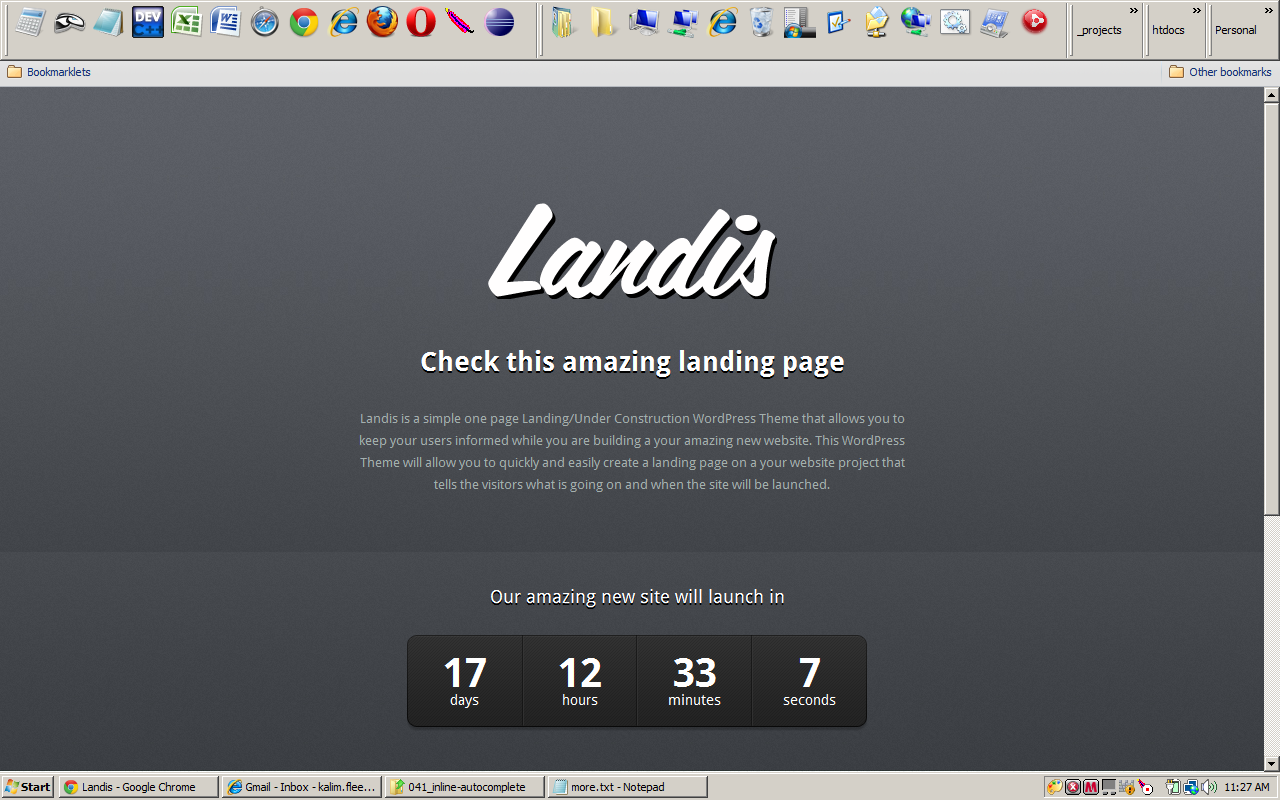 DEV
C++
_projects
»
htdocs
»
Personal
»
Bookmarklets
Other bookmarks
Landis
Check this amazing landing page
Landis is a simple one page Landing/Under Construction WordPress Theme that allows you to
keep your users informed while you are building a your amazing new website. This WordPress
Theme will allow you to quickly and easily create a landing page on a your website project that
tells the visitors what is going on and when the site will be launched.
Our amazing new site will launch in
17 12 33 7
days hours minutes seconds
Start
Landis - Google Chrome
Gmail - Inbox - kalim.flee...
041_inline-autocomplete
more.txt - Notepad
11:27 AM